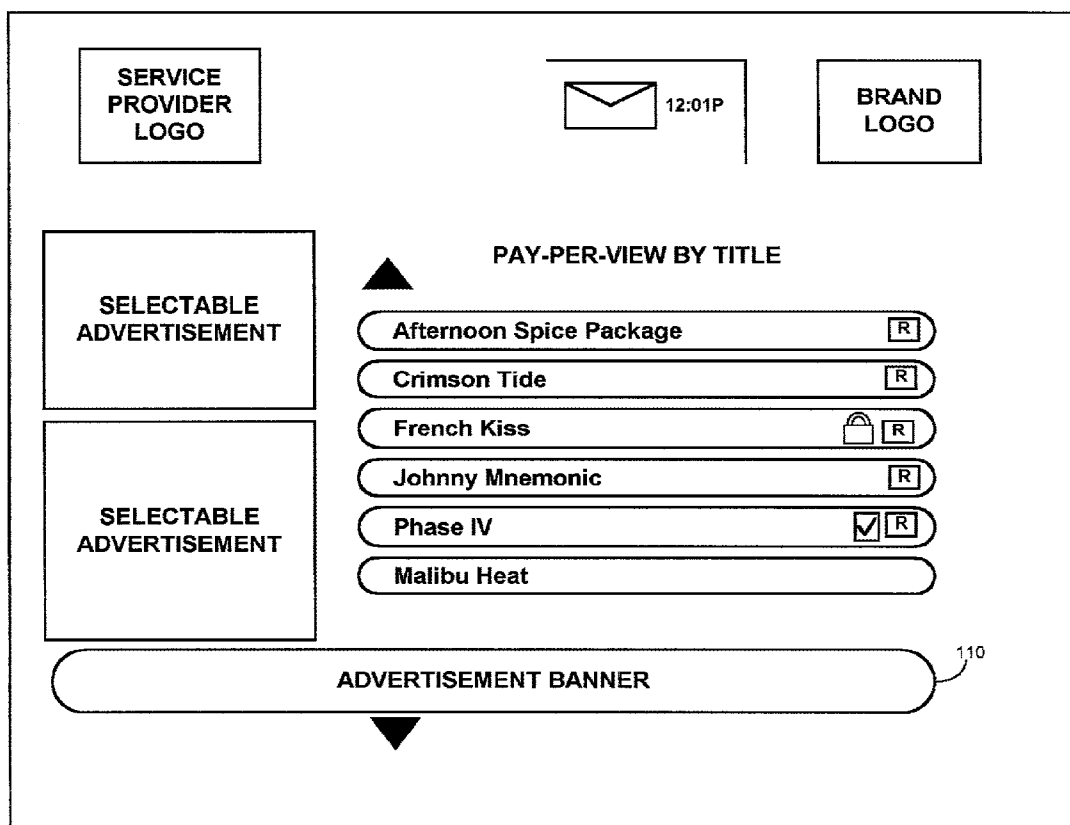 SERVICE
PROVIDER
LOGO
12:01P
BRAND
LOGO
SELECTABLE
ADVERTISEMENT
PAY-PER-VIEW BY TITLE
Afternoon Spice Package R
Crimson Tide R
French Kiss R
Johnny Mnemonic R
SELECTABLE
ADVERTISEMENT
Phase IV R
Malibu Heat
ADVERTISEMENT BANNER
110